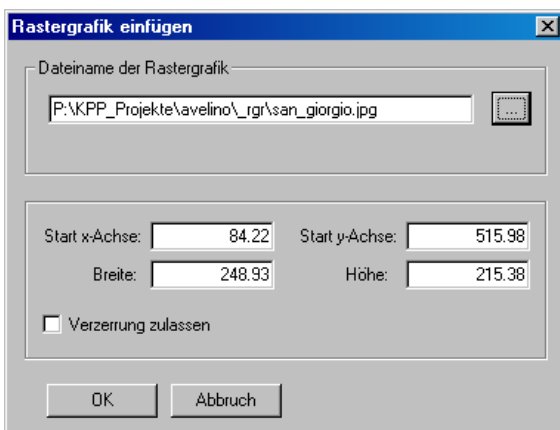 Rastergrafik einfügen
Dateiname der Rastergrafik
P:\KPP_Projekte\avelino\_rgr\san_giorgio.jpg
...
Start x-Achse: 84.22 Start y-Achse: 515.98
Breite: 248.93 Höhe: 215.38
Verzerrung zulassen
OK Abbruch